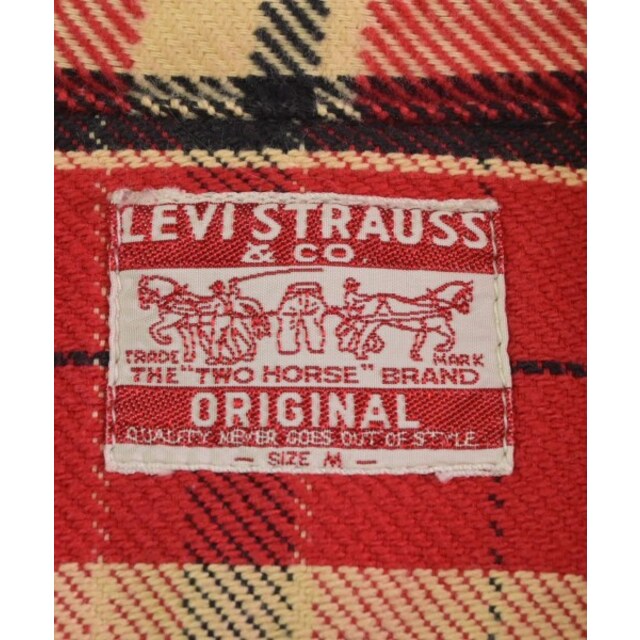 LEVI STRAUSS
& CO.
TRADE MARK
THE "TWO HORSE" BRAND
ORIGINAL
QUALITY NEVER GOES OUT OF STYLE.
- SIZE M -